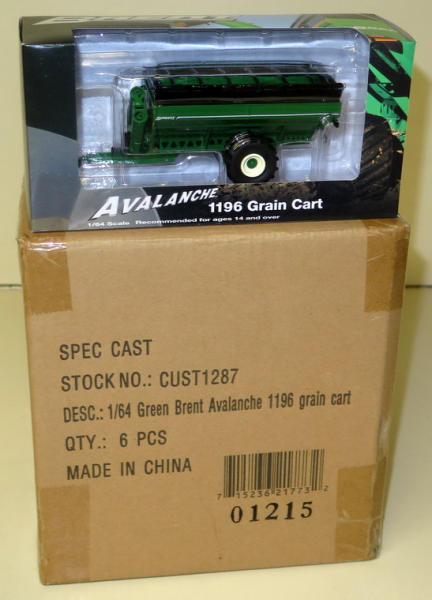 AVALANCHE
1196 Grain Cart
1/64 Scale Recommended for ages 14 and over
SPEC CAST
STOCK NO.: CUST1287
DESC.: 1/64 Green Brent Avalanche 1196 grain cart
QTY.: 6 PCS
MADE IN CHINA
7 15236 21773 2
01215